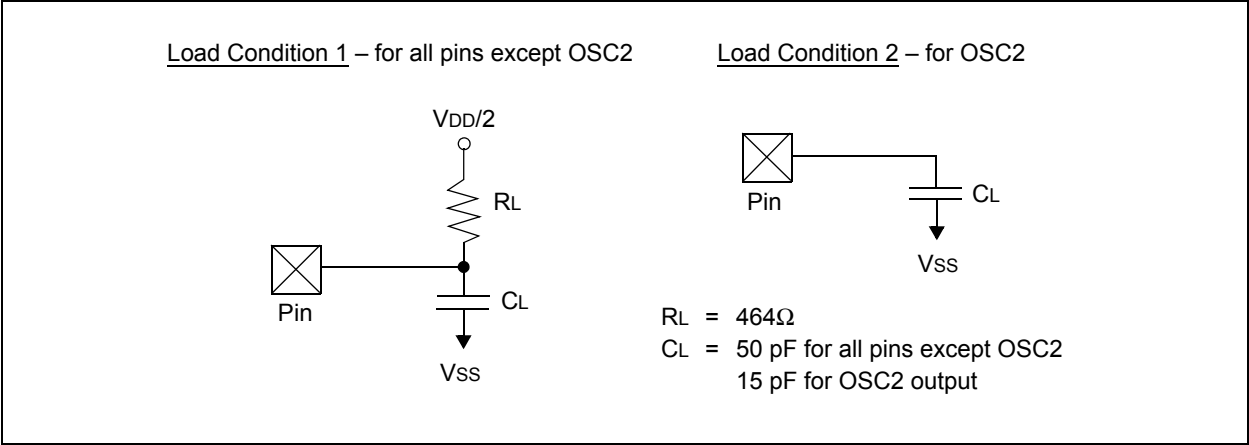 Load Condition 1 – for all pins except OSC2
Load Condition 2 – for OSC2
VDD/2
RL
Pin
CL
VSS
Pin
CL
VSS
RL = 464Ω
CL = 50 pF for all pins except OSC2
15 pF for OSC2 output